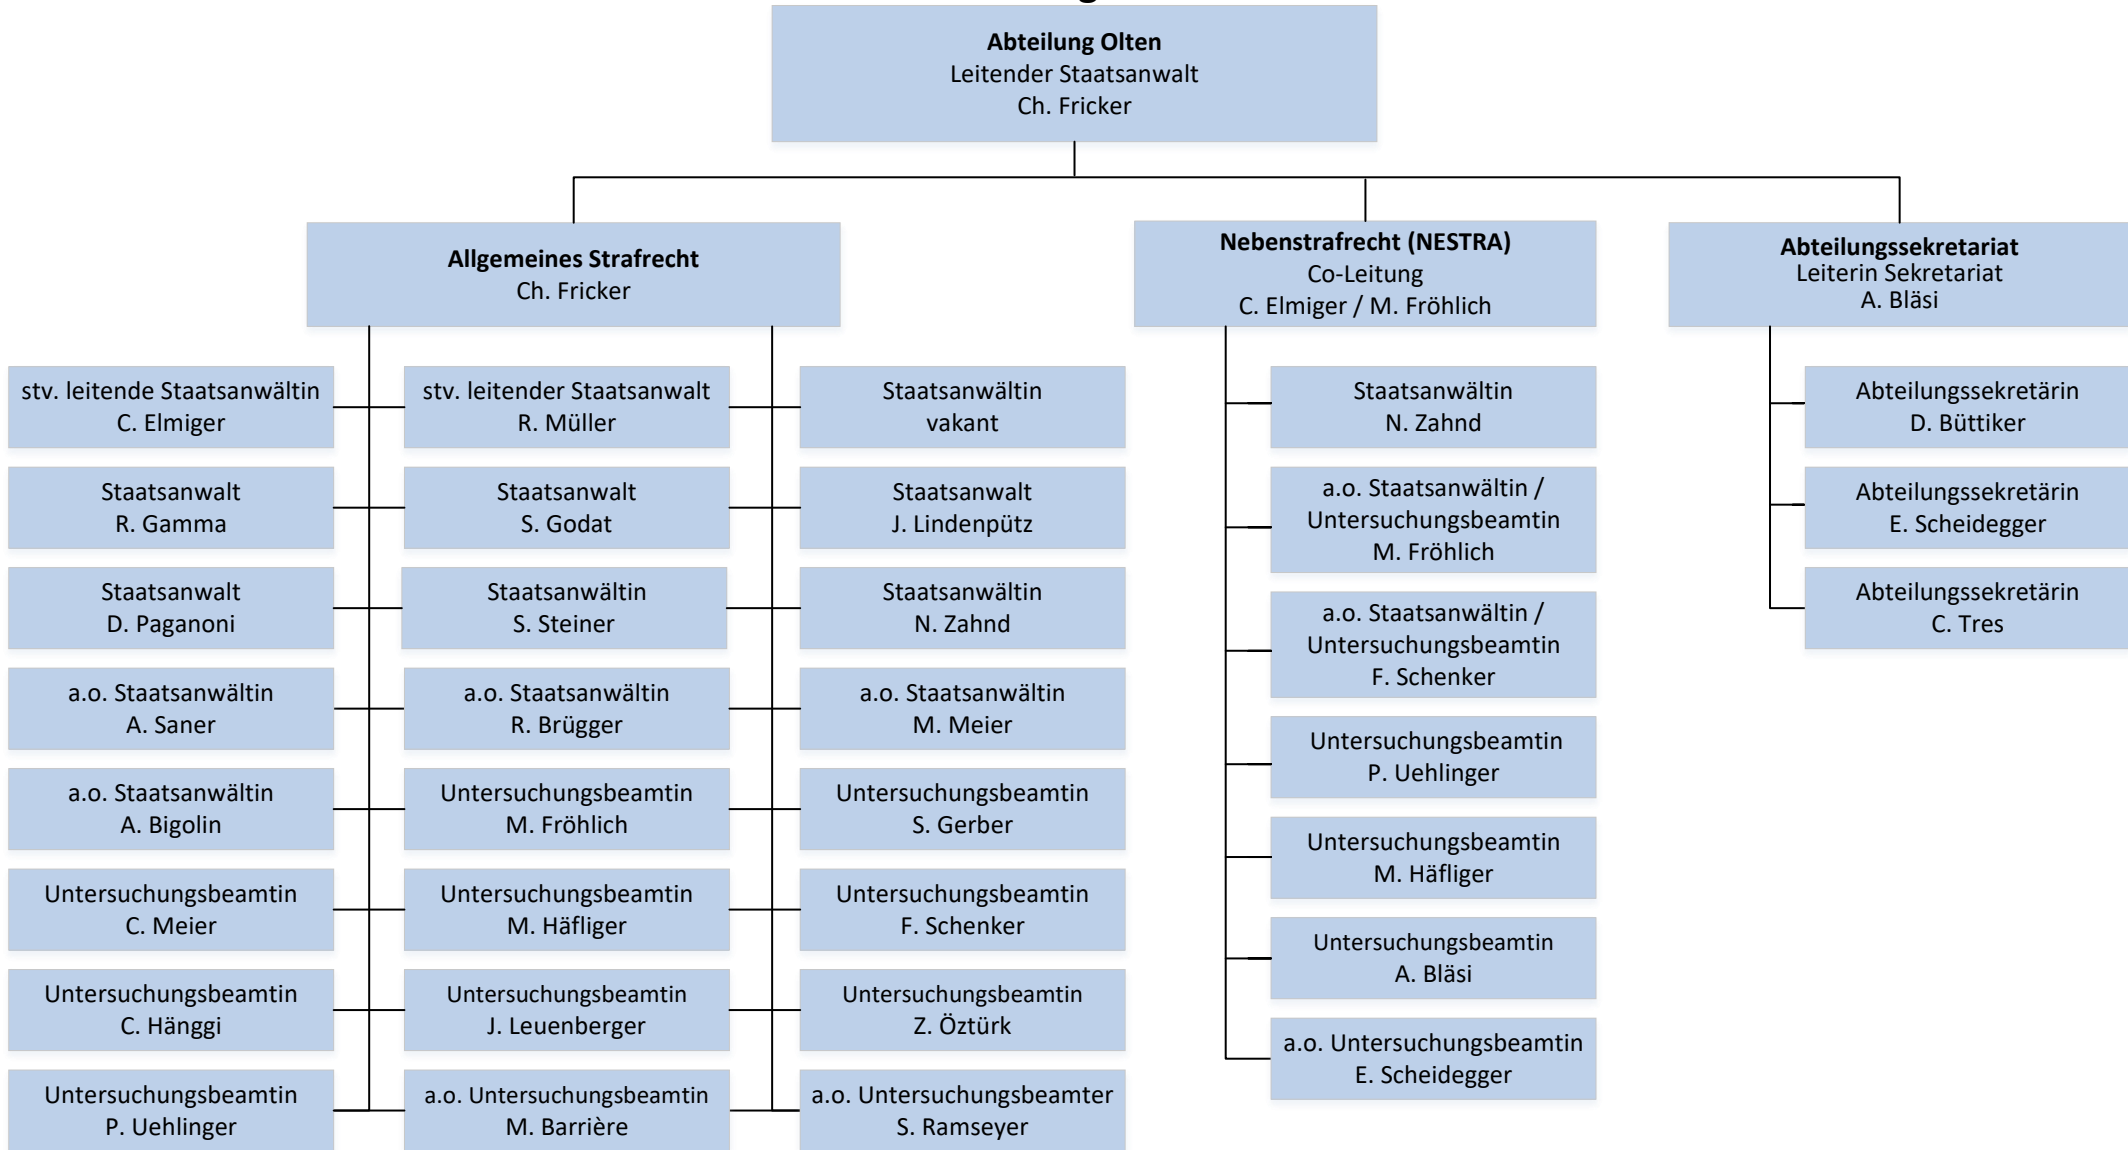 Abteilung Olten
Leitender Staatsanwalt
Ch. Fricker
Allgemeines Strafrecht
Ch. Fricker
Nebenstrafrecht (NESTRA)
Co-Leitung
C. Elmiger / M. Fröhlich
Abteilungssekretariat
Leiterin Sekretariat
A. Bläsi
stv. leitende Staatsanwältin
C. Elmiger
stv. leitender Staatsanwalt
R. Müller
Staatsanwältin
vakant
Staatsanwalt
R. Gamma
Staatsanwalt
S. Godat
Staatsanwalt
J. Lindenpütz
Staatsanwalt
D. Paganoni
Staatsanwältin
S. Steiner
Staatsanwältin
N. Zahnd
a.o. Staatsanwältin
A. Saner
a.o. Staatsanwältin
R. Brügger
a.o. Staatsanwältin
M. Meier
a.o. Staatsanwältin
A. Bigolin
Untersuchungsbeamtin
M. Fröhlich
Untersuchungsbeamtin
S. Gerber
Untersuchungsbeamtin
C. Meier
Untersuchungsbeamtin
M. Häfliger
Untersuchungsbeamtin
F. Schenker
Untersuchungsbeamtin
C. Hänggi
Untersuchungsbeamtin
J. Leuenberger
Untersuchungsbeamtin
Z. Öztürk
Untersuchungsbeamtin
P. Uehlinger
a.o. Untersuchungsbeamtin
M. Barrière
a.o. Untersuchungsbeamter
S. Ramseyer
Staatsanwältin
N. Zahnd
a.o. Staatsanwältin /
Untersuchungsbeamtin
M. Fröhlich
a.o. Staatsanwältin /
Untersuchungsbeamtin
F. Schenker
Untersuchungsbeamtin
P. Uehlinger
Untersuchungsbeamtin
M. Häfliger
Untersuchungsbeamtin
A. Bläsi
a.o. Untersuchungsbeamtin
E. Scheidegger
Abteilungssekretärin
D. Büttiker
Abteilungssekretärin
E. Scheidegger
Abteilungssekretärin
C. Tres